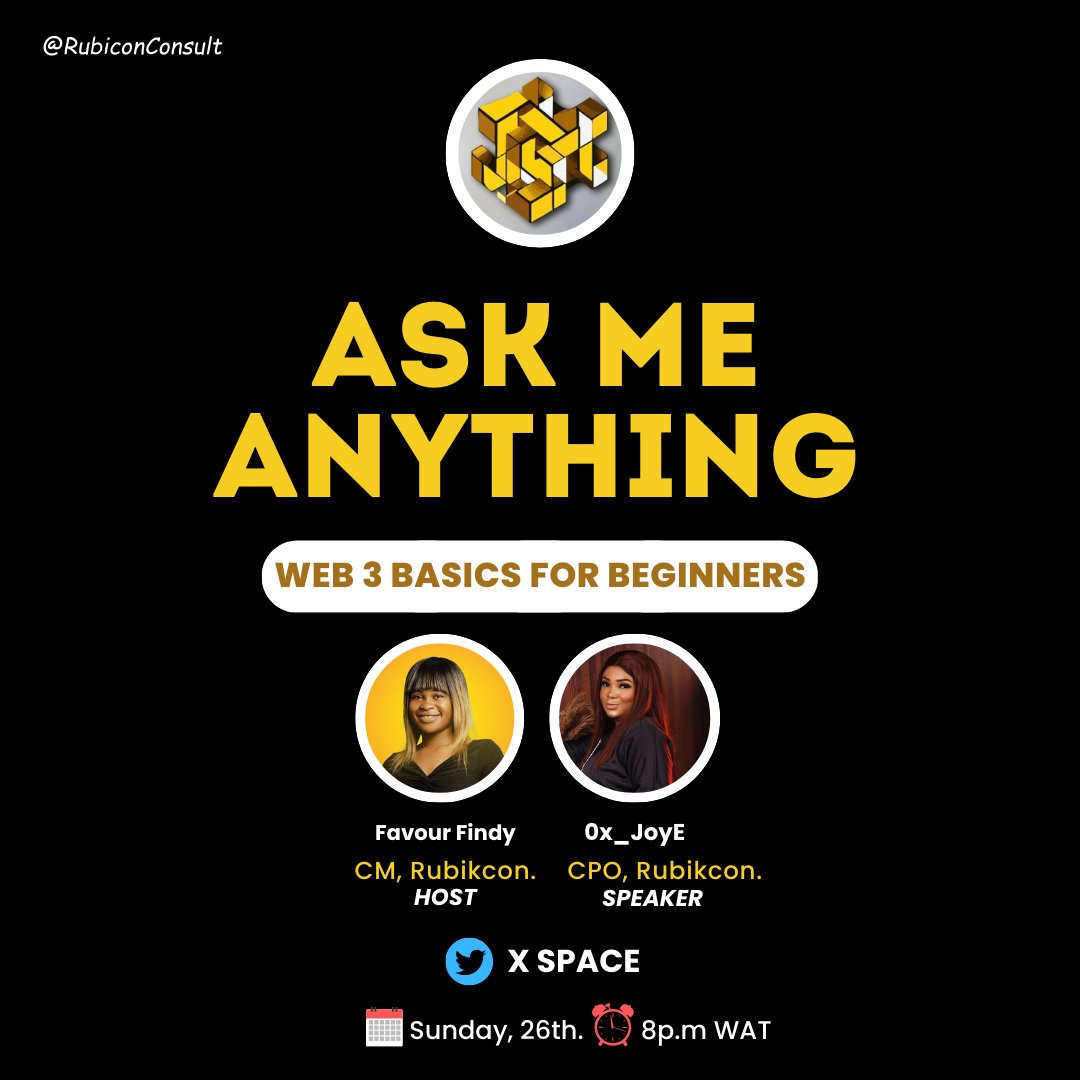 @RubiconConsult
ASK ME
ANYTHING
WEB 3 BASICS FOR BEGINNERS
Favour Findy
CM, Rubikcon.
HOST
0x_JoyE
CPO, Rubikcon.
SPEAKER
X SPACE
Sunday, 26th. 8p.m WAT